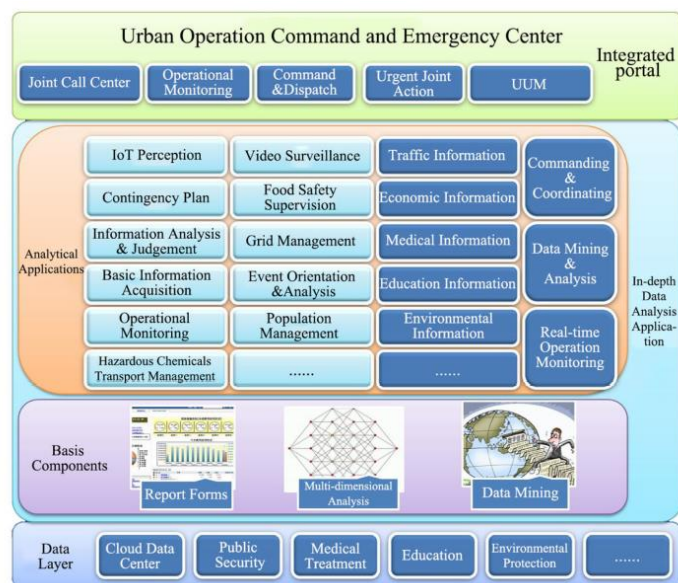 Urban Operation Command and Emergency Center
Integrated
portal
Joint Call Center
Operational
Monitoring
Command
&Dispatch
Urgent Joint
Action
UUM
Analytical
Applications
IoT Perception
Video Surveillance
Traffic Information
Commanding
&
Coordinating
Contingency Plan
Food Safety
Supervision
Economic Information
Information Analysis
& Judgement
Grid Management
Medical Information
Data Mining
&
Analysis
Basic Information
Acquisition
Event Orientation
&Analysis
Education Information
Operational
Monitoring
Population
Management
Environmental
Information
Real-time
Operation
Monitoring
Hazardous Chemicals
Transport Management
......
......
In-depth
Data
Analysis
Applica-
tion
Basis
Components
Report Forms
Multi-dimensional
Analysis
Data Mining
Data
Layer
Cloud Data
Center
Public
Security
Medical
Treatment
Education
Environmental
Protection
......